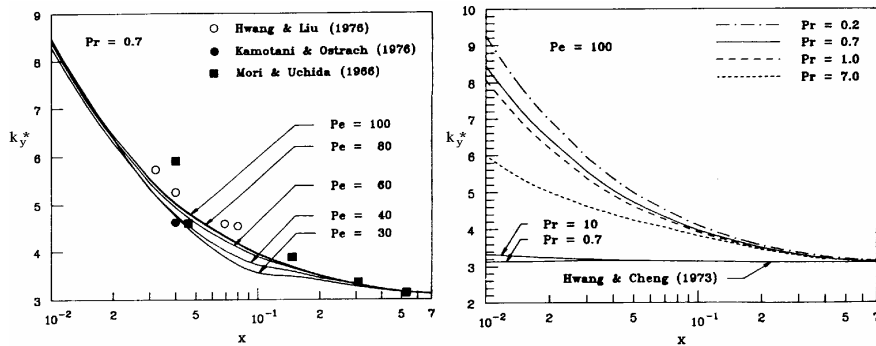 Pr = 0.7
Hwang & Liu (1976)
Kamotani & Ostrach (1976)
Mori & Uchida (1966)
Pe = 100
Pe = 80
Pe = 60
Pe = 40
Pe = 30
k_y^*
9
8
7
6
5
4
3
10⁻²
2
5
10⁻¹
2
5
7
x
Pe = 100
Pr = 0.2
Pr = 0.7
Pr = 1.0
Pr = 7.0
k_y^*
Pr = 10
Pr = 0.7
Hwang & Cheng (1973)
10
9
8
7
6
5
4
3
2
10⁻²
2
5
10⁻¹
2
5
7
x